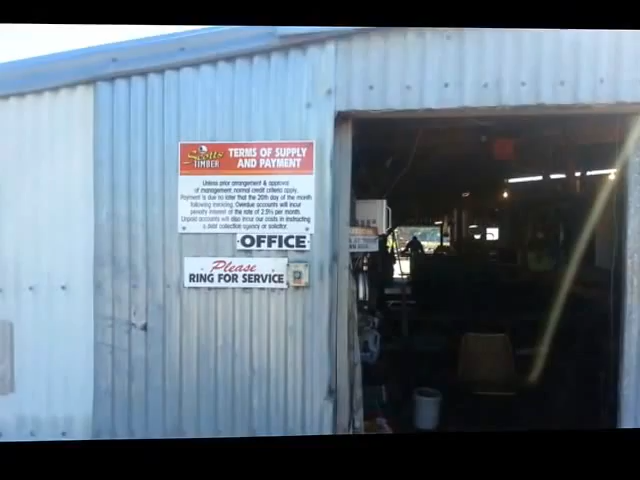 Scotts
TIMBER
TERMS OF SUPPLY
AND PAYMENT
Unless prior arrangement & approval
of management, normal credit criteria apply.
Payment is due no later that the 20th day of the month
following invoicing. Overdue accounts will incur
penalty interest at the rate of 2.5% per month.
Unpaid accounts will also incur our costs in instructing
a debt collection agency or solicitor.
OFFICE
Please
RING FOR SERVICE